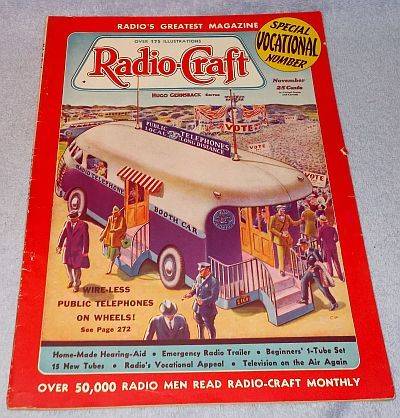 RADIO'S GREATEST MAGAZINE
SPECIAL
VOCATIONAL
NUMBER
OVER 175 ILLUSTRATIONS
Radio-Craft
HUGO GERNSBACK Editor
November
25 Cents
VOTE
VOTE
VOTE
PUBLIC TELEPHONES
LOCAL LONG DISTANCE
RADIO TELEPHONE
BOOTH CAR
WIRE-LESS
PUBLIC TELEPHONES
ON WHEELS!
See Page 272
Home-Made Hearing-Aid • Emergency Radio Trailer • Beginners' 1-Tube Set
15 New Tubes • Radio's Vocational Appeal • Television on the Air Again
OVER 50,000 RADIO MEN READ RADIO-CRAFT MONTHLY